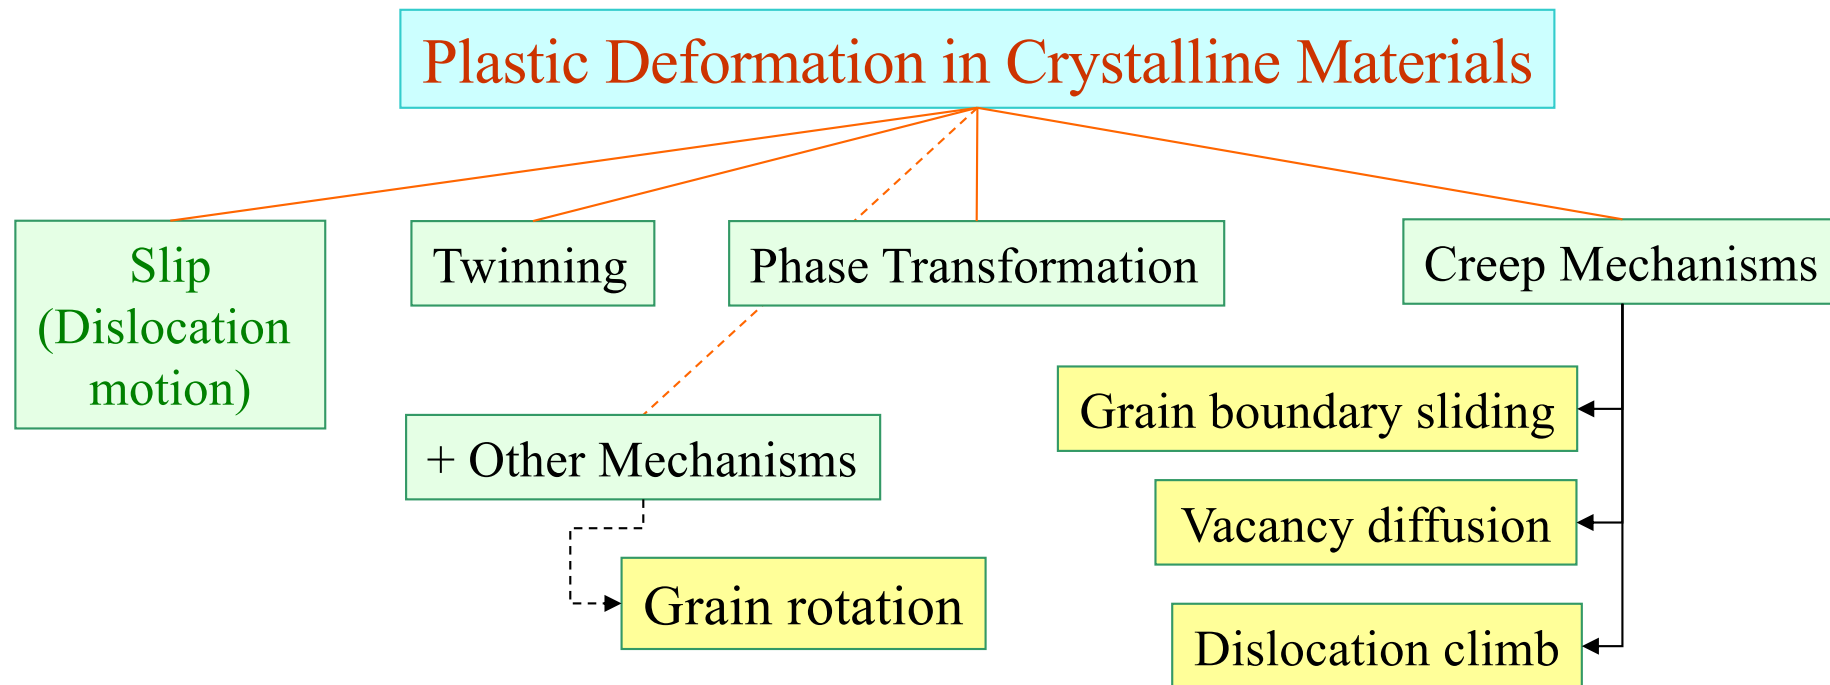 Plastic Deformation in Crystalline Materials
Slip
(Dislocation
motion)
Twinning
Phase Transformation
Creep Mechanisms
+ Other Mechanisms
Grain rotation
Grain boundary sliding
Vacancy diffusion
Dislocation climb